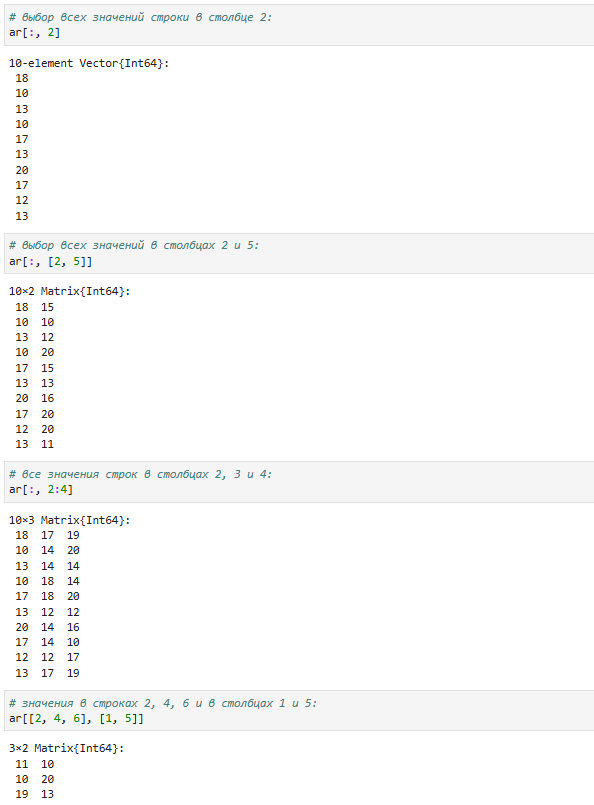 # выбор всех значений строки в столбце 2:
ar[:, 2]
10-element Vector{Int64}:
18
10
13
10
17
13
20
17
12
13
# выбор всех значений в столбцах 2 и 5:
ar[:, [2, 5]]
10×2 Matrix{Int64}:
18 15
10 10
13 12
10 20
17 15
13 13
20 16
17 20
12 20
13 11
# все значения строк в столбцах 2, 3 и 4:
ar[:, 2:4]
10×3 Matrix{Int64}:
18 17 19
10 14 20
13 14 14
10 18 14
17 18 20
13 12 12
20 14 16
17 14 10
12 12 17
13 17 19
# значения в строках 2, 4, 6 и в столбцах 1 и 5:
ar[[2, 4, 6], [1, 5]]
3×2 Matrix{Int64}:
11 10
10 20
19 13